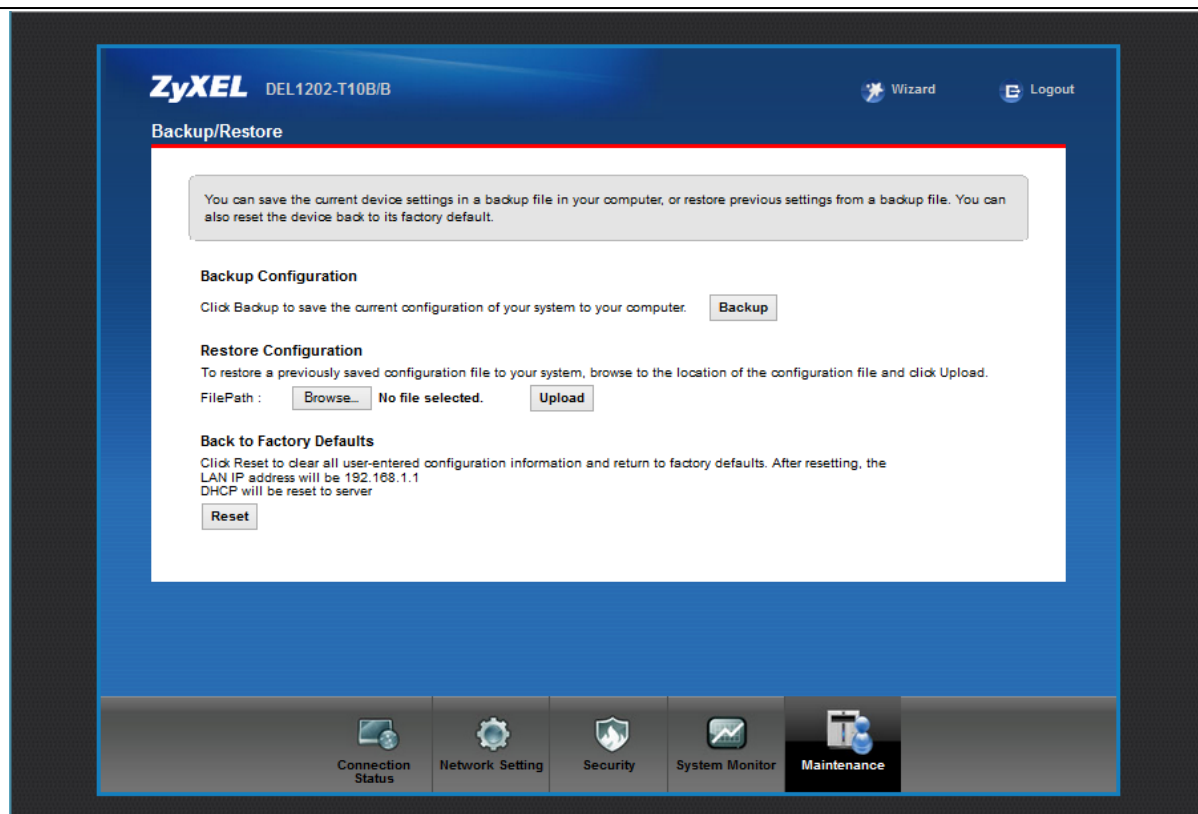 ZyXEL DEL1202-T10B/B
Wizard
Logout
Backup/Restore
You can save the current device settings in a backup file in your computer, or restore previous settings from a backup file. You can
also reset the device back to its factory default.
Backup Configuration
Click Backup to save the current configuration of your system to your computer. Backup
Restore Configuration
To restore a previously saved configuration file to your system, browse to the location of the configuration file and click Upload.
FilePath : Browse... No file selected. Upload
Back to Factory Defaults
Click Reset to clear all user-entered configuration information and return to factory defaults. After resetting, the
LAN IP address will be 192.168.1.1
DHCP will be reset to server
Reset
Connection
Status
Network Setting
Security
System Monitor
Maintenance